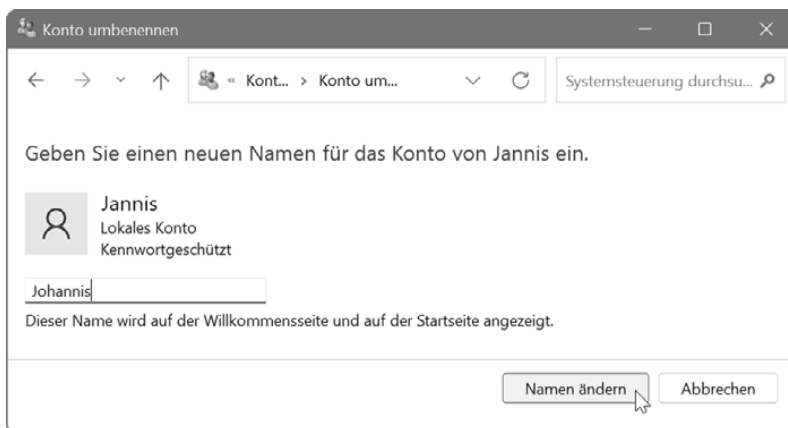 Konto umbenennen
« Kont... > Konto um...
Systemsteuerung durchsu...
Geben Sie einen neuen Namen für das Konto von Jannis ein.
Jannis
Lokales Konto
Kennwortgeschützt
Johannis
Dieser Name wird auf der Willkommensseite und auf der Startseite angezeigt.
Namen ändern
Abbrechen